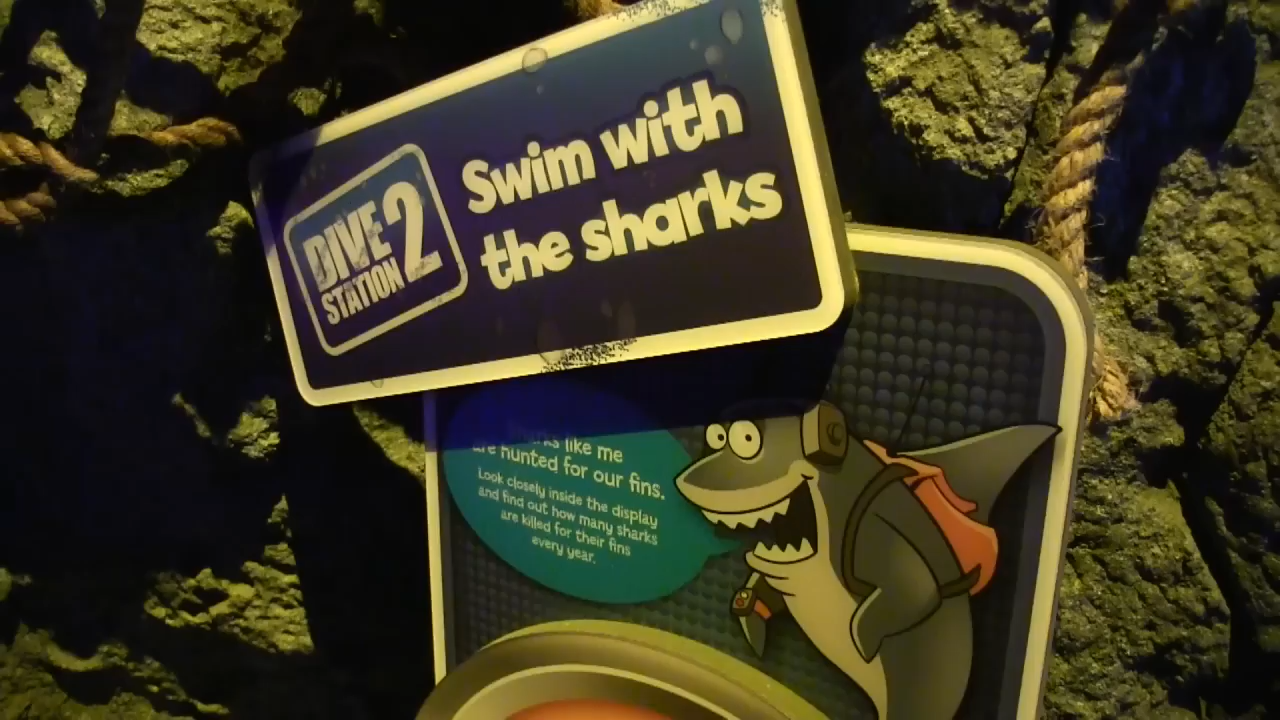 DIVE 2
STATION
Swim with
the sharks
like me
are hunted for our fins.
Look closely inside the display
and find out how many sharks
are killed for their fins
every year.